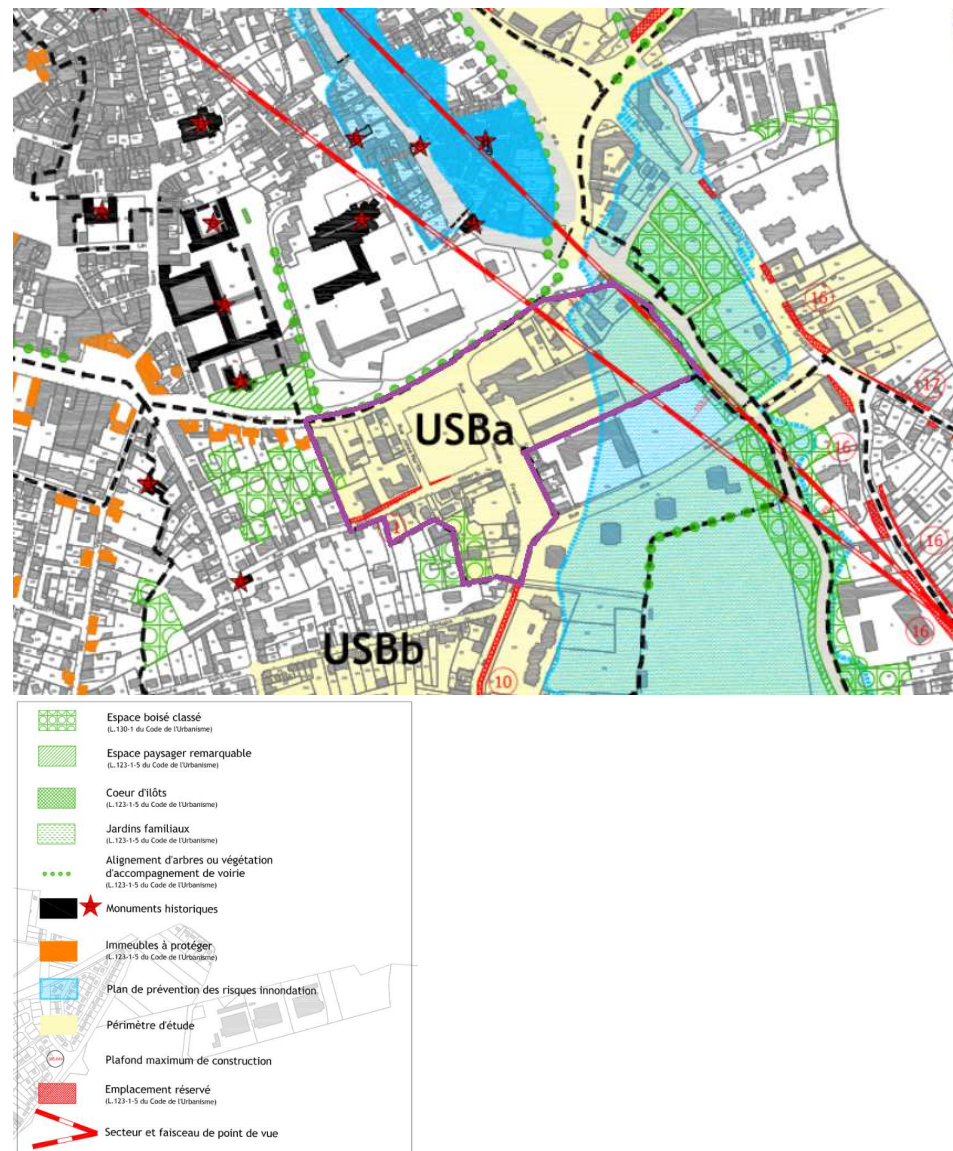 16
17
USBa
16
1
16
USBb
16
10
Espace boisé classé
(L.130-1 du Code de l'Urbanisme)
Espace paysager remarquable
(L.123-1-5 du Code de l'Urbanisme)
Coeur d'ilôts
(L.123-1-5 du Code de l'Urbanisme)
Jardins familiaux
(L.123-1-5 du Code de l'Urbanisme)
Alignement d'arbres ou végétation
d'accompagnement de voirie
(L.123-1-5 du Code de l'Urbanisme)
Monuments historiques
Immeubles à protéger
(L.123-1-5 du Code de l'Urbanisme)
Plan de prévention des risques innondation
Périmètre d'étude
Plafond maximum de construction
Emplacement réservé
(L.123-1-5 du Code de l'Urbanisme)
Secteur et faisceau de point de vue